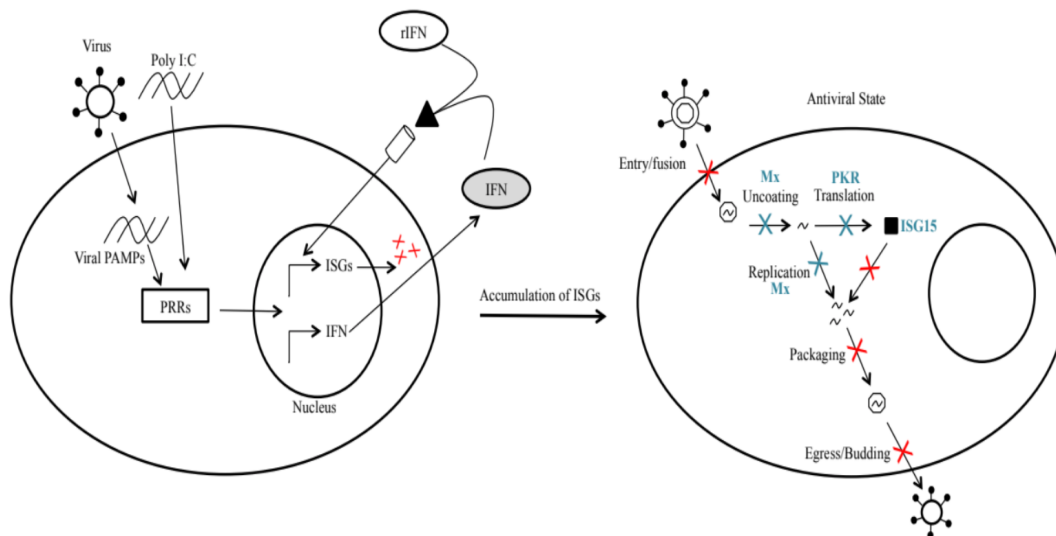 Virus
Poly I:C
rIFN
IFN
Viral PAMPs
PRRs
ISGs
IFN
Nucleus
Accumulation of ISGs
Antiviral State
Entry/fusion
Mx
Uncoating
PKR
Translation
ISG15
Replication
Mx
Packaging
Egress/Budding